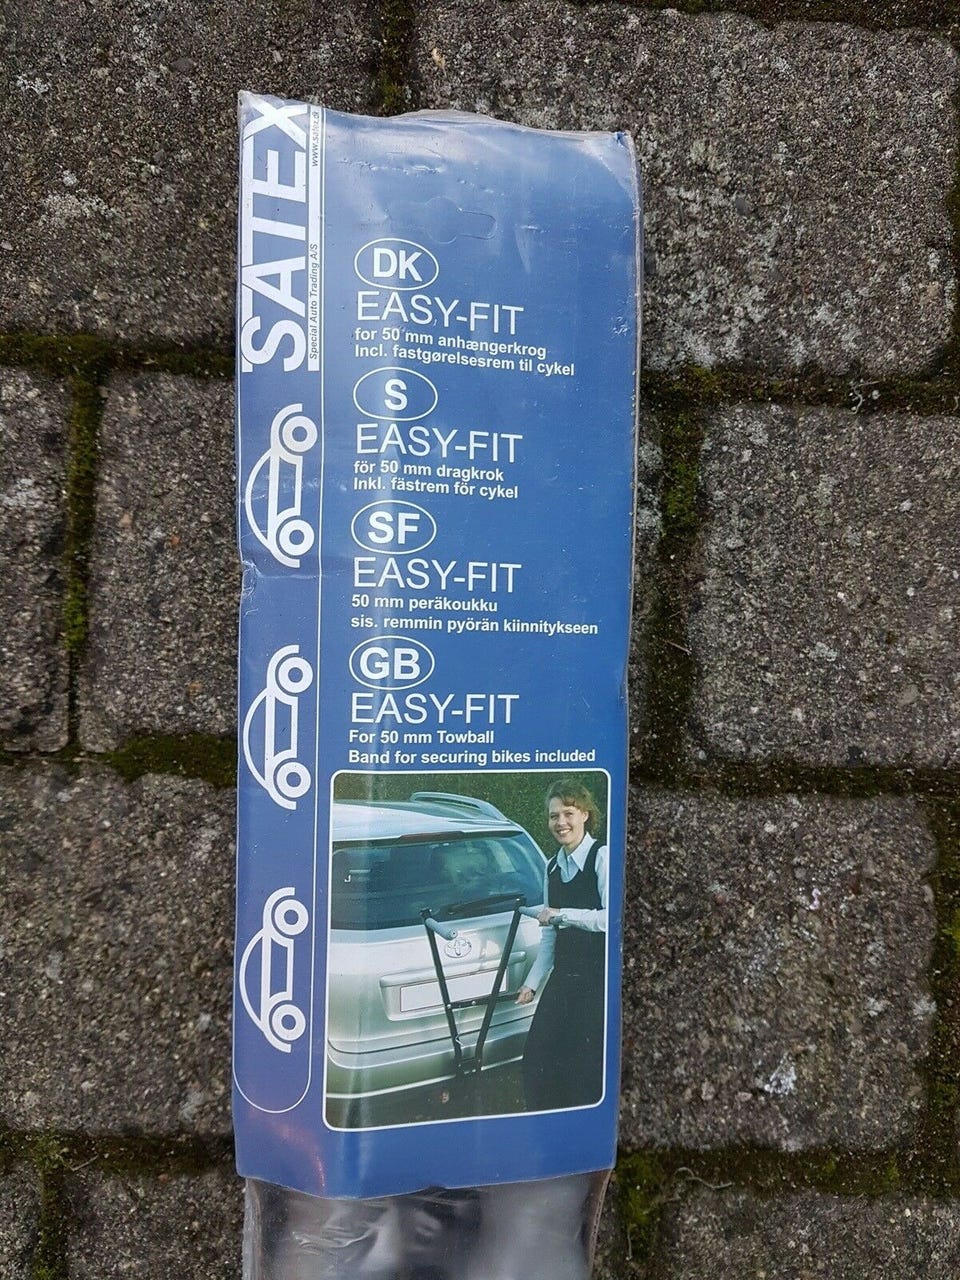 SATEX
www.satex.dk
Special Auto Trading A/S
DK
EASY-FIT
for 50 mm anhængerkrog
Incl. fastgørelsesrem til cykel
S
EASY-FIT
för 50 mm dragkrok
Inkl. fästrem för cykel
SF
EASY-FIT
50 mm peräkoukku
sis. remmin pyörän kiinnitykseen
GB
EASY-FIT
For 50 mm Towball
Band for securing bikes included